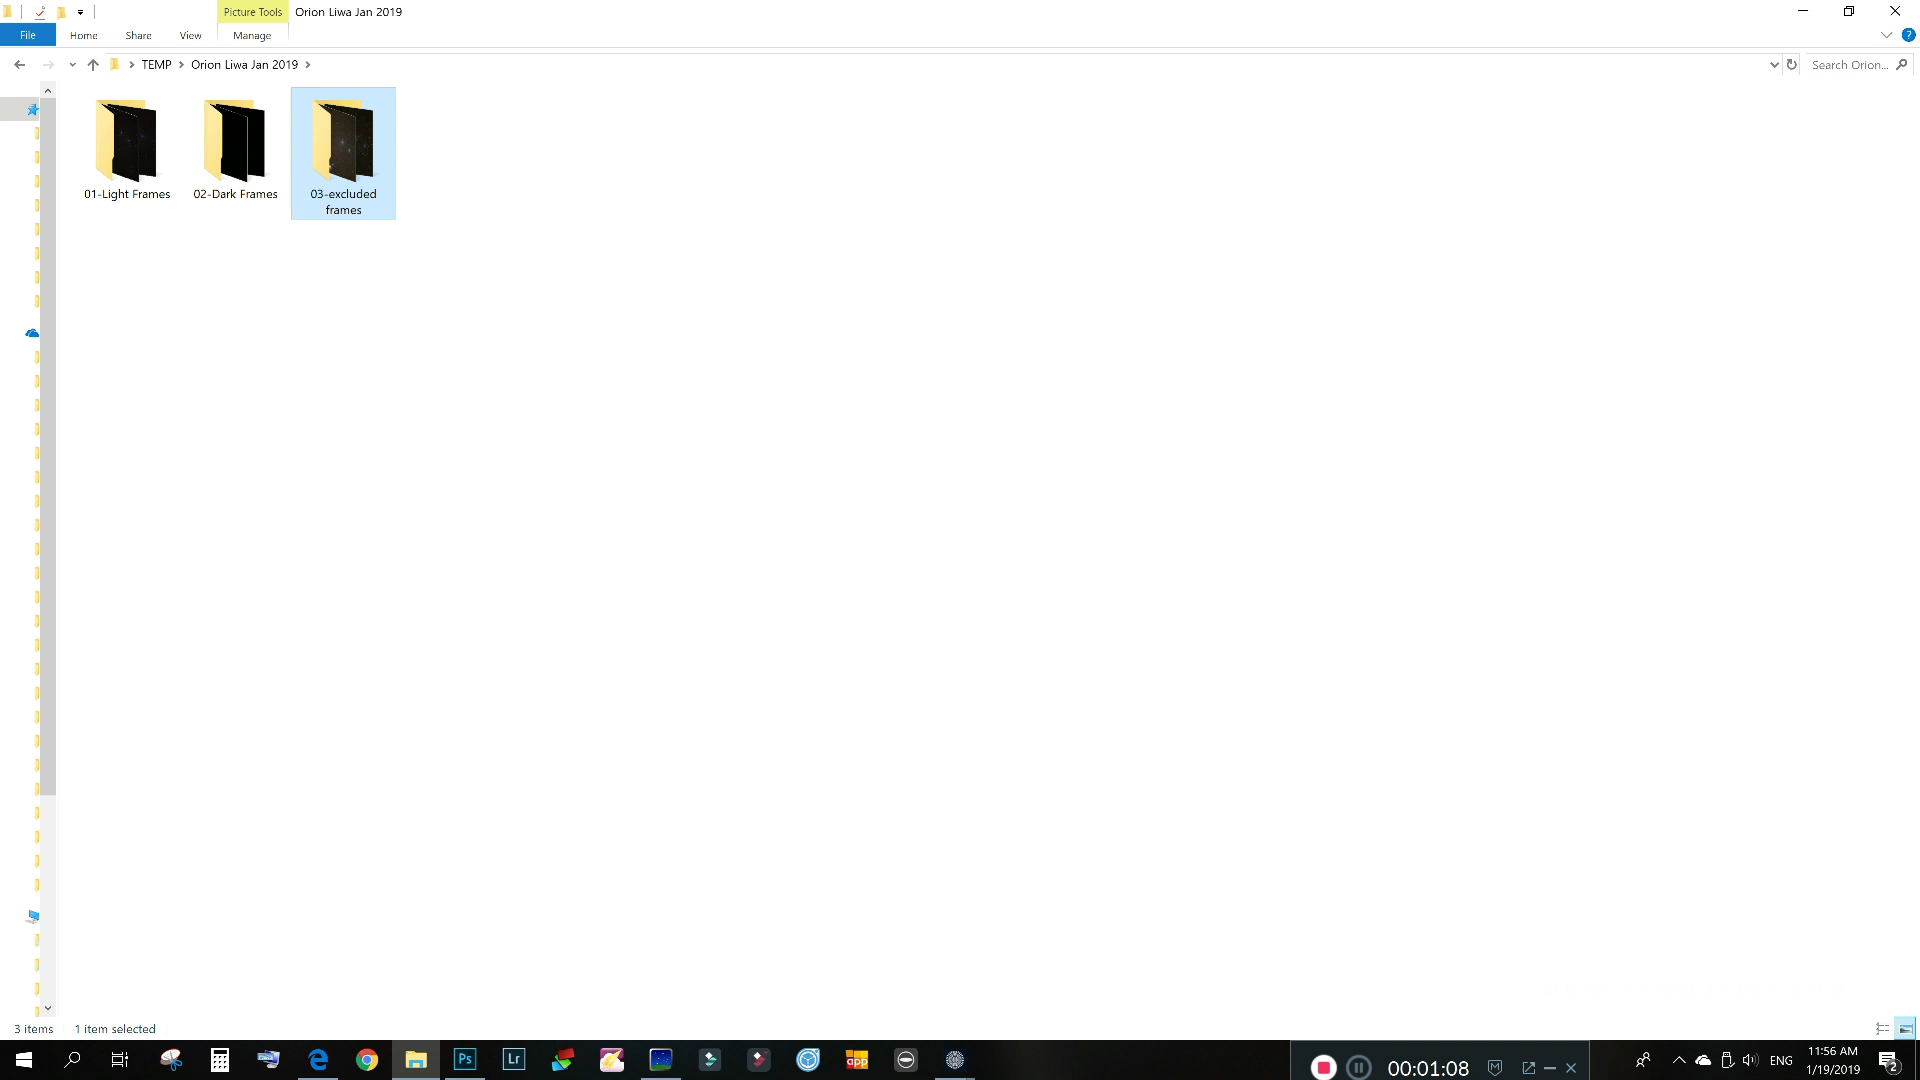 Picture Tools Orion Liwa Jan 2019
File Home Share View Manage
TEMP Orion Liwa Jan 2019 Search Orion...
01-Light Frames 02-Dark Frames 03-excluded
frames
3 items 1 item selected
Ps Lr app 00:01:08 ENG 11:56 AM
1/19/2019 2